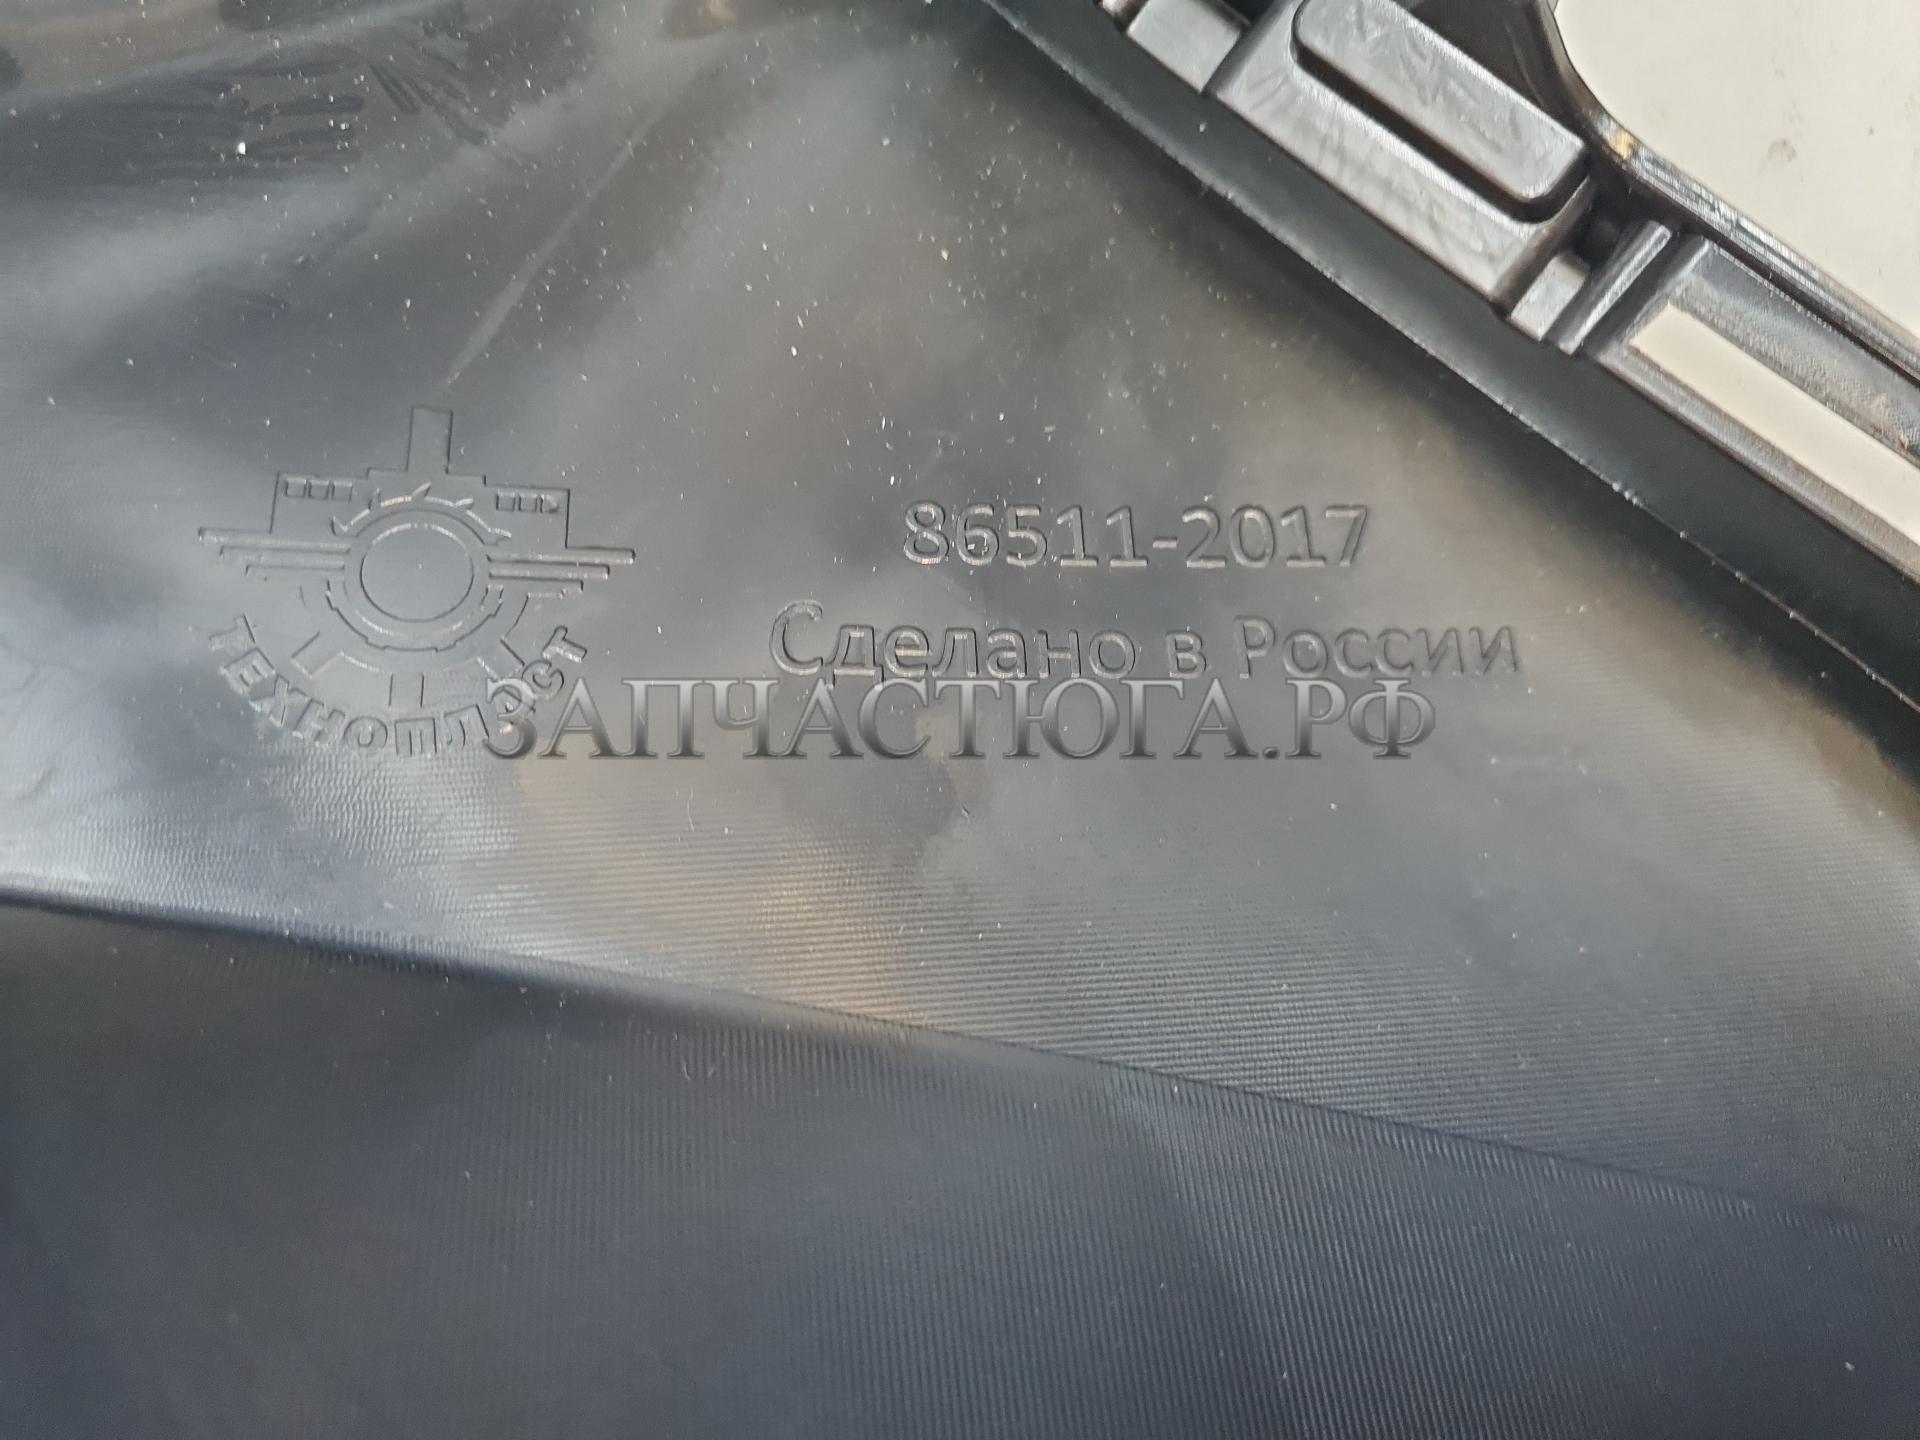 86511-2017
Сделано в России
ТЕХНОПЛАСТ
ЗАПЧАСТЮГА.РФ